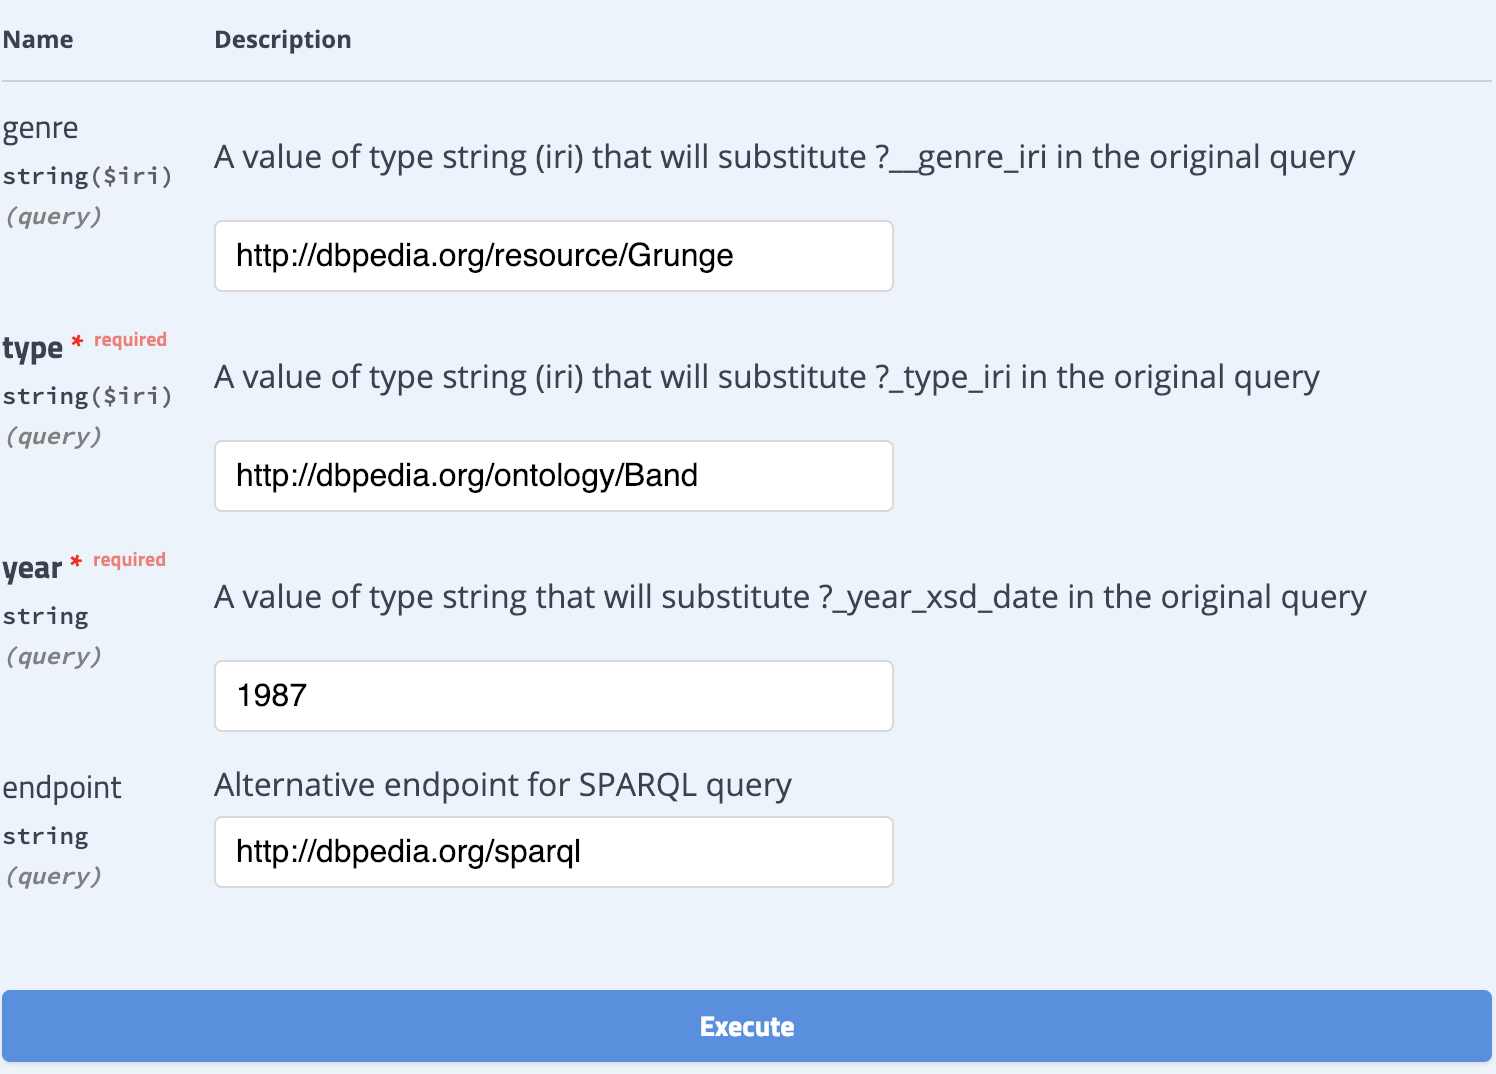 Name Description
genre
string($iri)
(query)
A value of type string (iri) that will substitute ?__genre_iri in the original query
http://dbpedia.org/resource/Grunge
type * required
string($iri)
(query)
A value of type string (iri) that will substitute ?_type_iri in the original query
http://dbpedia.org/ontology/Band
year * required
string
(query)
A value of type string that will substitute ?_year_xsd_date in the original query
1987
endpoint
string
(query)
Alternative endpoint for SPARQL query
http://dbpedia.org/sparql
Execute